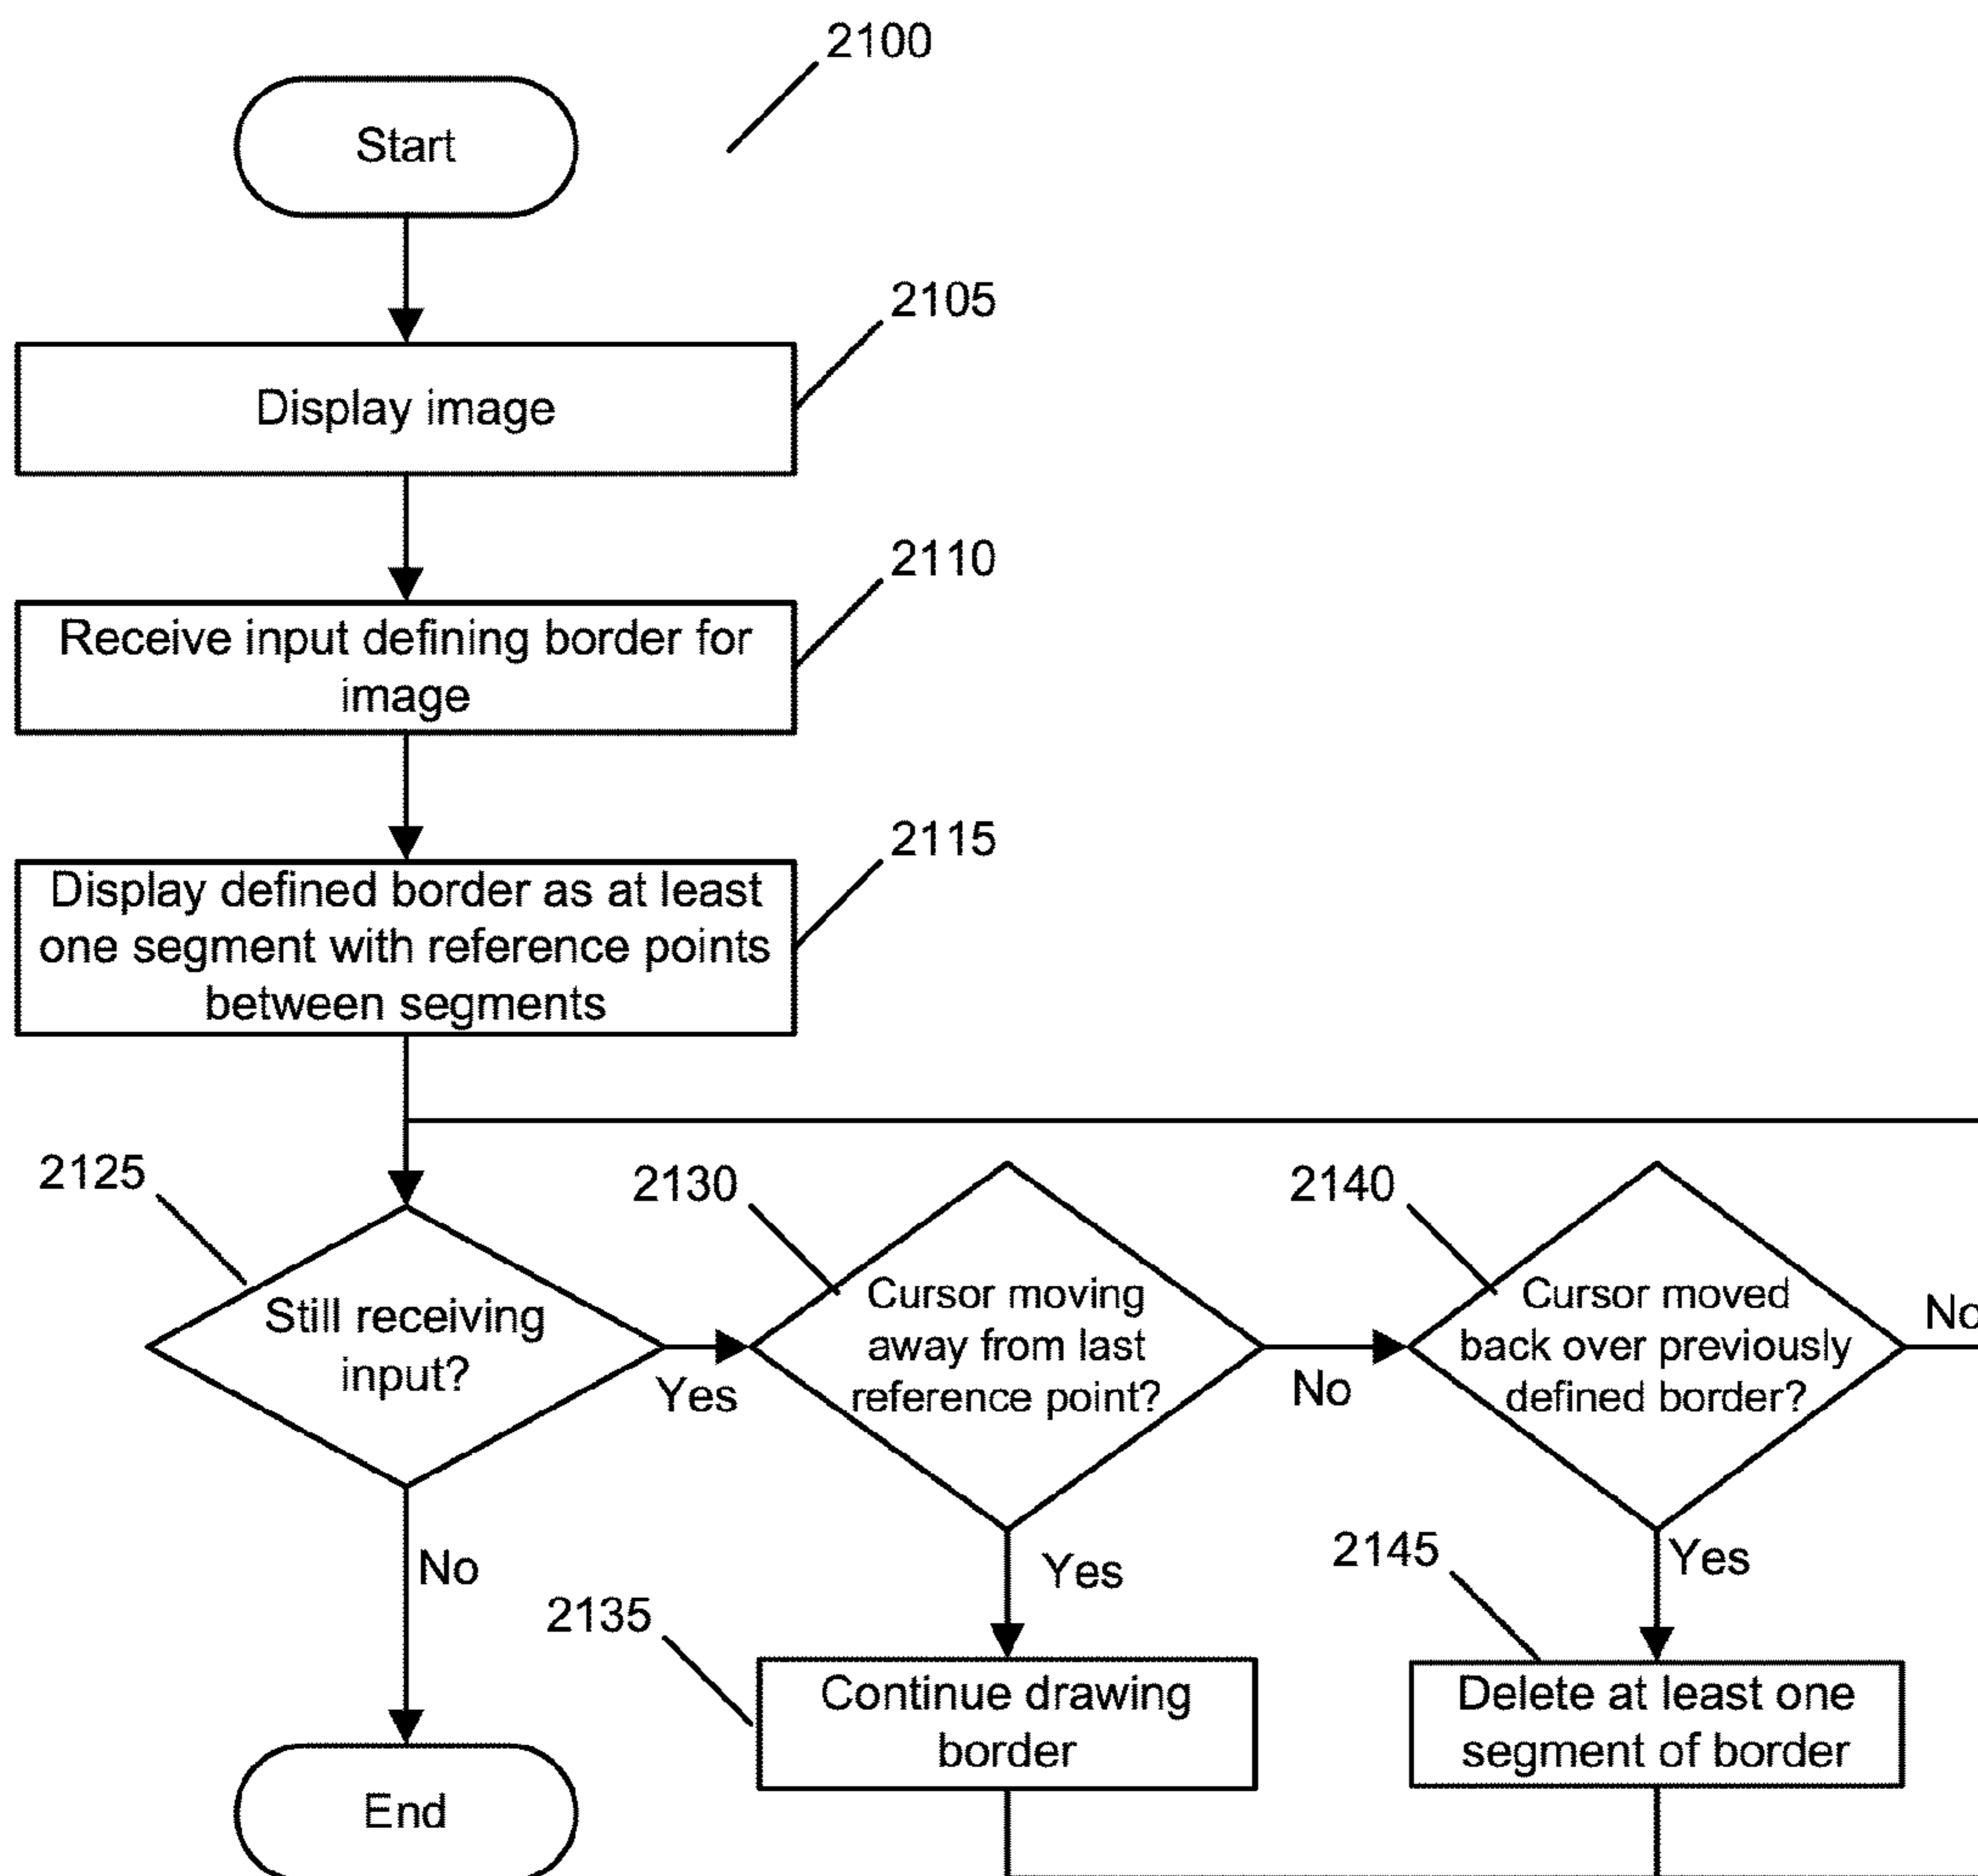 2100
Start
2105
Display image
2110
Receive input defining border for
image
2115
Display defined border as at least
one segment with reference points
between segments
2125
Still receiving
input?
Yes
No
2130
Cursor moving
away from last
reference point?
No
Yes
2140
Cursor moved
back over previously
defined border?
No
Yes
2135
Continue drawing
border
2145
Delete at least one
segment of border
End